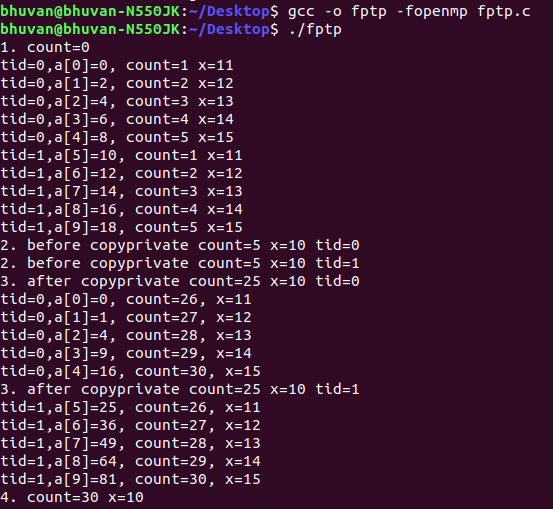 bhuvan@bhuvan-N550JK:~/Desktop$ gcc -o fptp -fopenmp fptp.c
bhuvan@bhuvan-N550JK:~/Desktop$ ./fptp
1. count=0
tid=0,a[0]=0, count=1 x=11
tid=0,a[1]=2, count=2 x=12
tid=0,a[2]=4, count=3 x=13
tid=0,a[3]=6, count=4 x=14
tid=0,a[4]=8, count=5 x=15
tid=1,a[5]=10, count=1 x=11
tid=1,a[6]=12, count=2 x=12
tid=1,a[7]=14, count=3 x=13
tid=1,a[8]=16, count=4 x=14
tid=1,a[9]=18, count=5 x=15
2. before copyprivate count=5 x=10 tid=0
2. before copyprivate count=5 x=10 tid=1
3. after copyprivate count=25 x=10 tid=0
tid=0,a[0]=0, count=26, x=11
tid=0,a[1]=1, count=27, x=12
tid=0,a[2]=4, count=28, x=13
tid=0,a[3]=9, count=29, x=14
tid=0,a[4]=16, count=30, x=15
3. after copyprivate count=25 x=10 tid=1
tid=1,a[5]=25, count=26, x=11
tid=1,a[6]=36, count=27, x=12
tid=1,a[7]=49, count=28, x=13
tid=1,a[8]=64, count=29, x=14
tid=1,a[9]=81, count=30, x=15
4. count=30 x=10